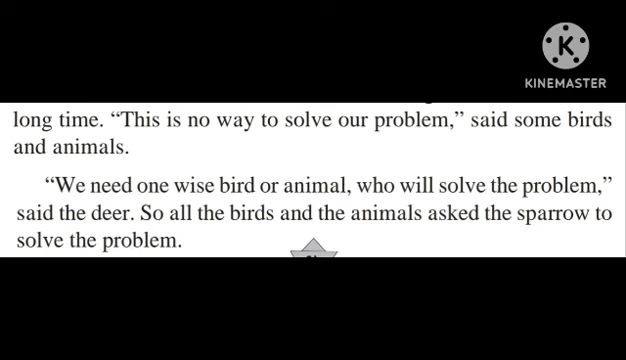 KINEMASTER
long time. “This is no way to solve our problem,” said some birds
and animals.
“We need one wise bird or animal, who will solve the problem,”
said the deer. So all the birds and the animals asked the sparrow to
solve the problem.